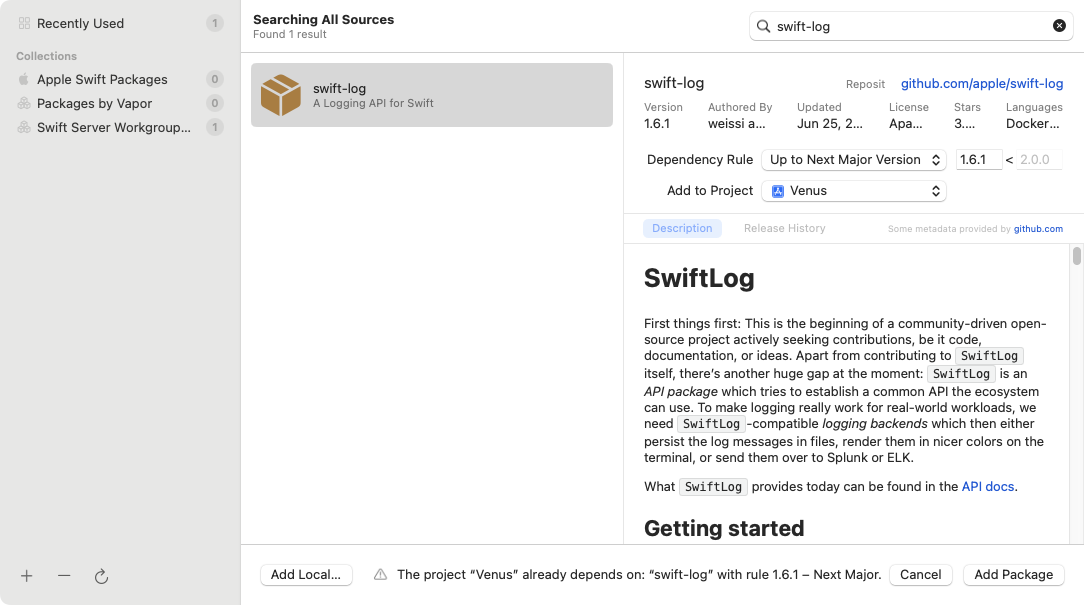 Recently Used 1
Collections
Apple Swift Packages 0
Packages by Vapor 0
Swift Server Workgroup... 1
Searching All Sources
Found 1 result
swift-log
swift-log
A Logging API for Swift
swift-log
Reposit github.com/apple/swift-log
Version Authored By Updated License Stars Languages
1.6.1 weissi a... Jun 25, 2... Apa... 3.... Docker...
Dependency Rule Up to Next Major Version 1.6.1 < 2.0.0
Add to Project Venus
Description Release History Some metadata provided by github.com
SwiftLog
First things first: This is the beginning of a community-driven open-
source project actively seeking contributions, be it code,
documentation, or ideas. Apart from contributing to SwiftLog
itself, there's another huge gap at the moment: SwiftLog is an
API package which tries to establish a common API the ecosystem
can use. To make logging really work for real-world workloads, we
need SwiftLog-compatible logging backends which then either
persist the log messages in files, render them in nicer colors on the
terminal, or send them over to Splunk or ELK.
What SwiftLog provides today can be found in the API docs.
Getting started
Add Local... The project “Venus” already depends on: “swift-log” with rule 1.6.1 – Next Major. Cancel Add Package